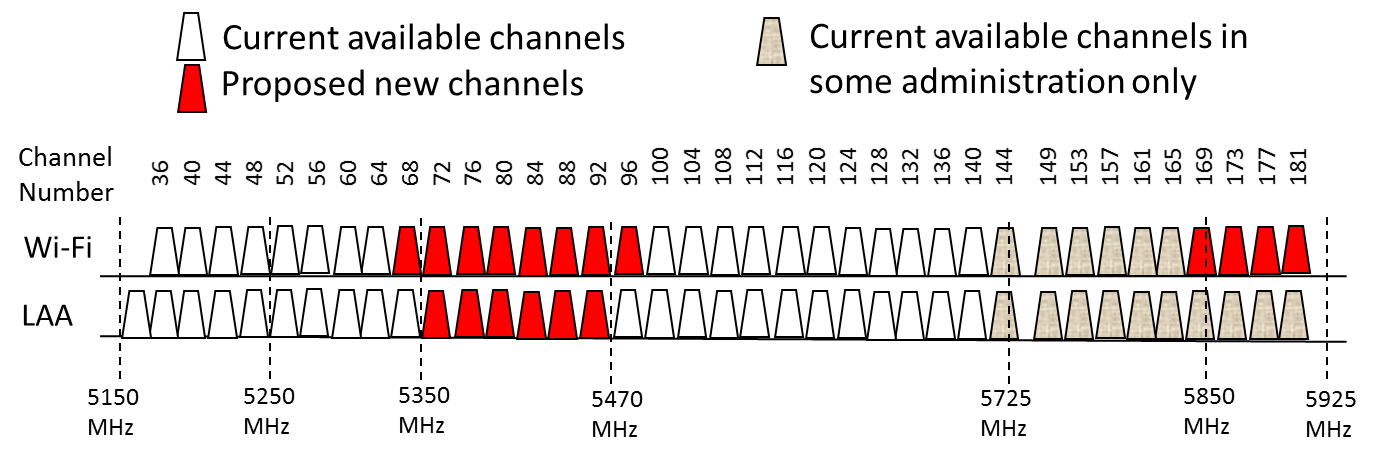 Current available channels
Proposed new channels
Current available channels in
some administration only
Channel
Number
36 40 44 48 52 56 60 64 68 72 76 80 84 88 92 96 100 104 108 112 116 120 124 128 132 136 140 144 149 153 157 161 165 169 173 177 181
Wi-Fi
LAA
5150 5250 5350 5470 5725 5850 5925
MHz MHz MHz MHz MHz MHz MHz